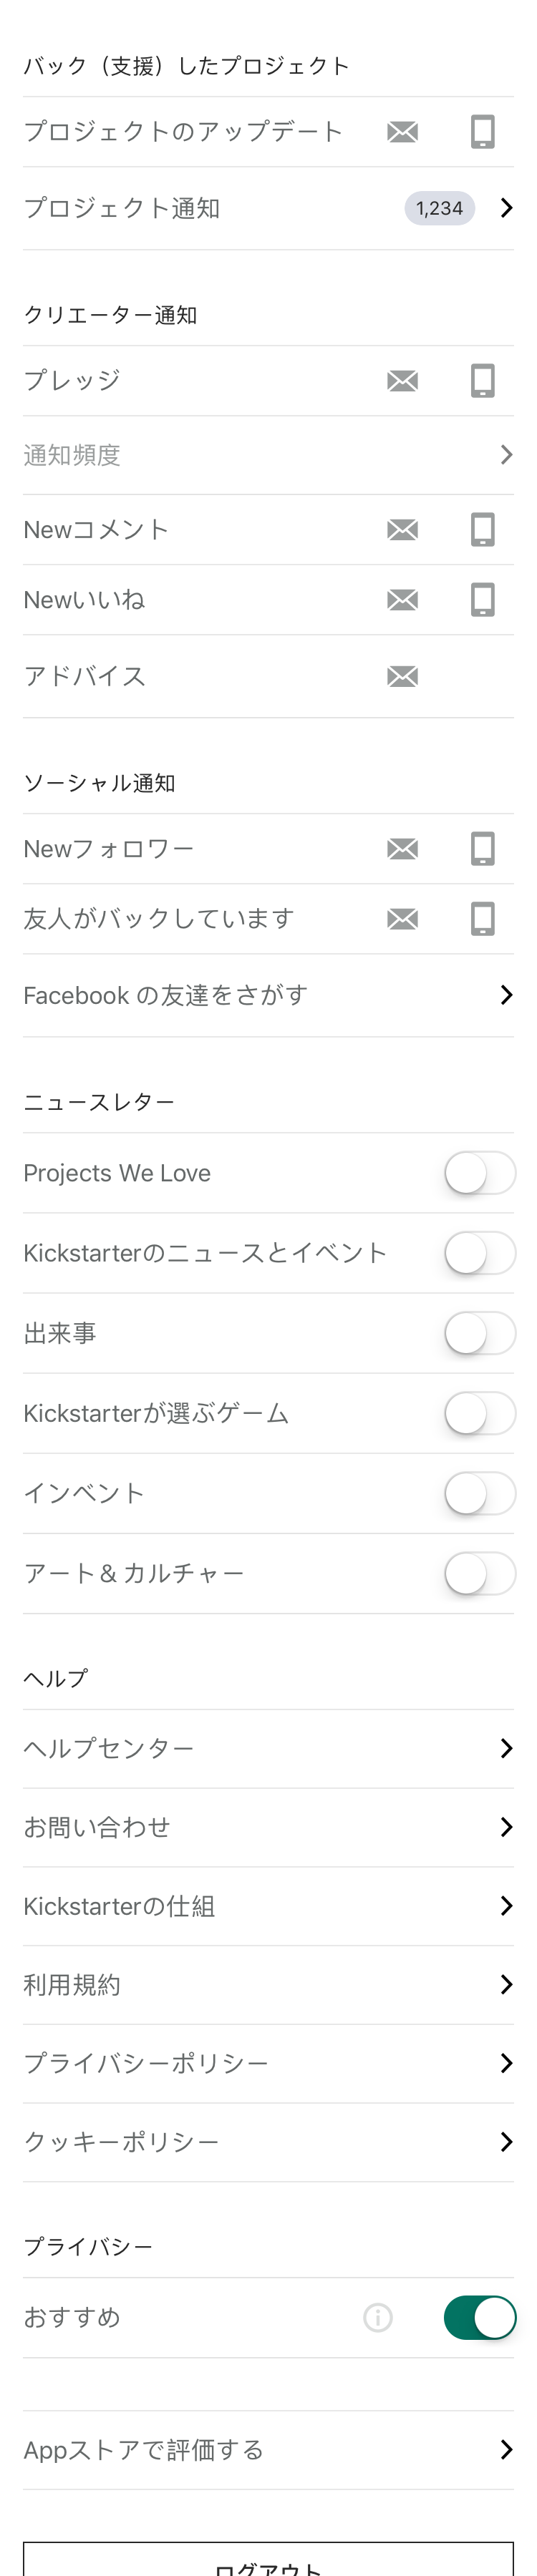 バック（支援）したプロジェクト
プロジェクトのアップデート
プロジェクト通知 1,234
クリエーター通知
プレッジ
通知頻度
Newコメント
Newいいね
アドバイス
ソーシャル通知
Newフォロワー
友人がバックしています
Facebook の友達をさがす
ニュースレター
Projects We Love
Kickstarterのニュースとイベント
出来事
Kickstarterが選ぶゲーム
インベント
アート＆カルチャー
ヘルプ
ヘルプセンター
お問い合わせ
Kickstarterの仕組
利用規約
プライバシーポリシー
クッキーポリシー
プライバシー
おすすめ
Appストアで評価する
ログアウト